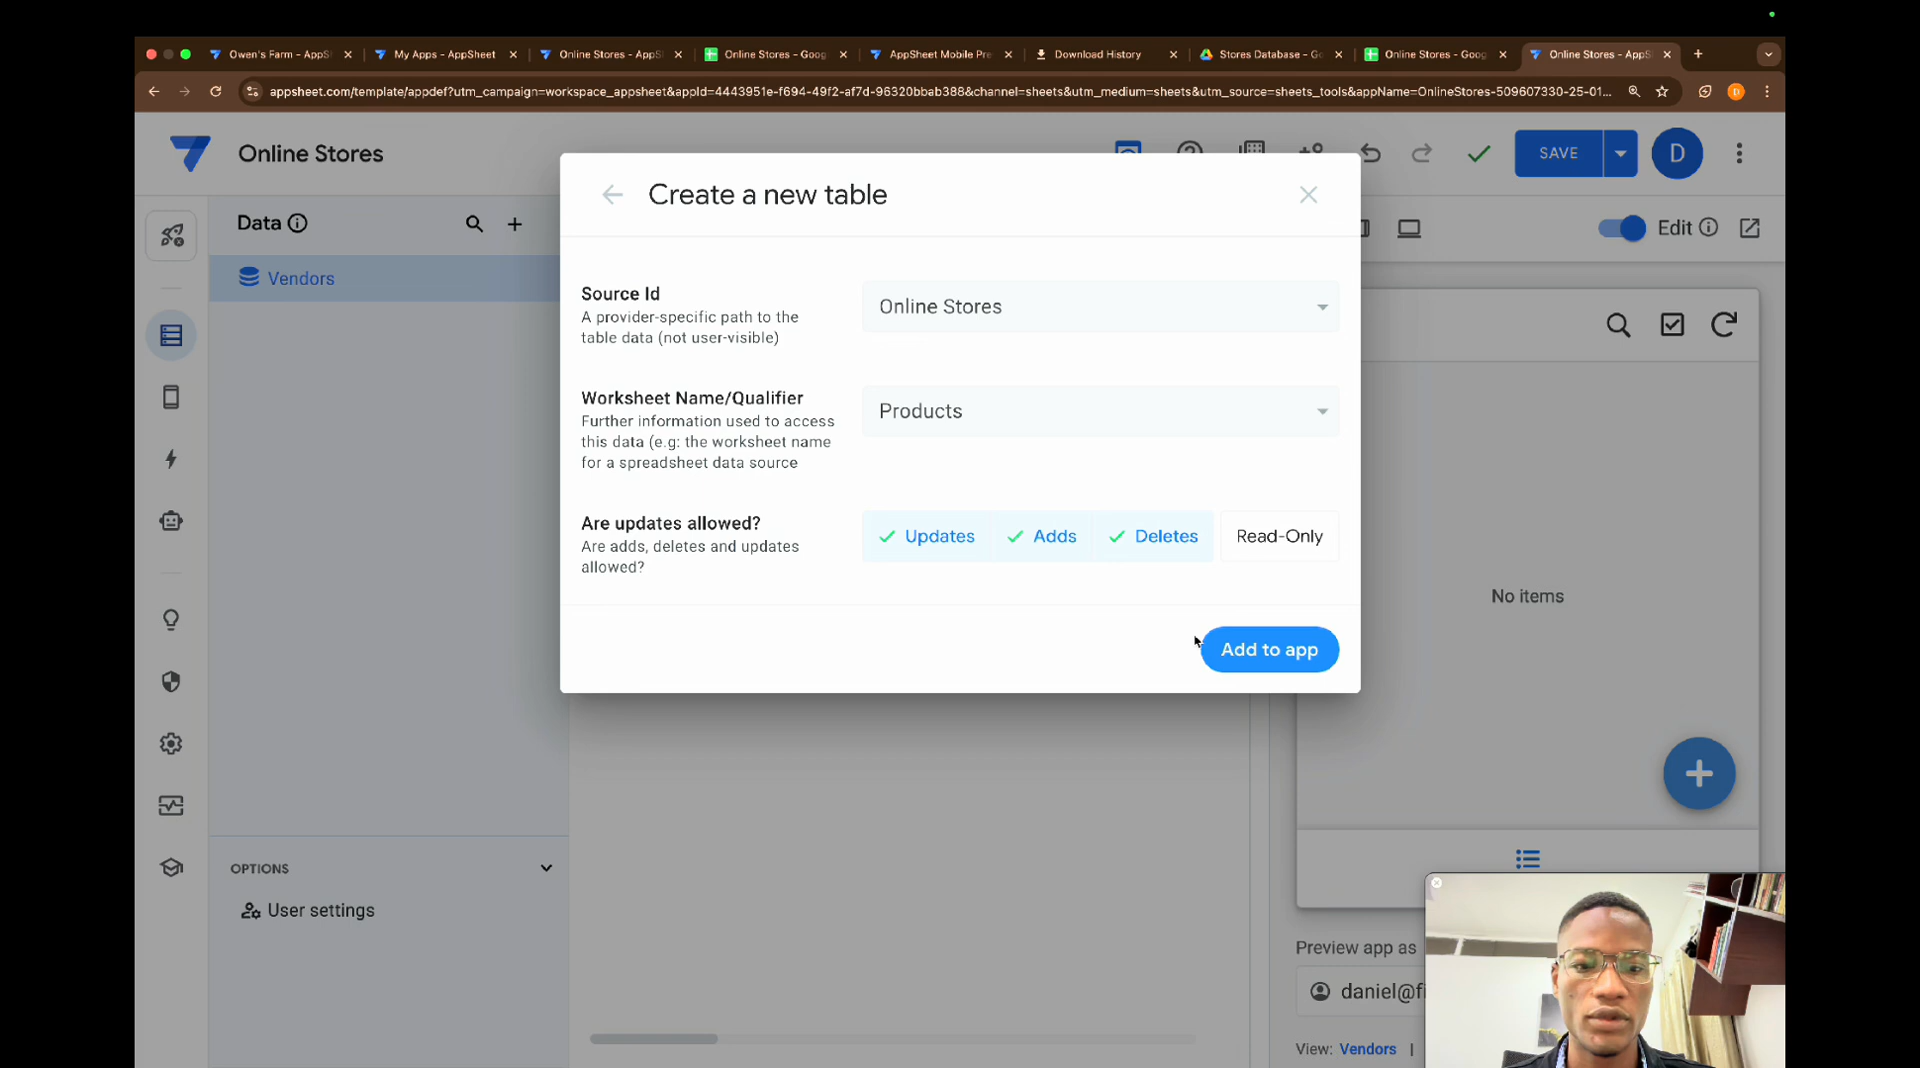 Owen's Farm - AppS
My Apps - AppSheet
Online Stores - AppS
Online Stores - Goog
AppSheet Mobile Pre
Download History
Stores Database - Go
Online Stores - Goog
Online Stores - AppS
appsheet.com/template/appdef?utm_campaign=workspace_appsheet&appId=4443951e-f694-49f2-af7d-96320bbab388&channel=sheets&utm_medium=sheets&utm_source=sheets_tools&appName=OnlineStores-509607330-25-01...
D
Online Stores
SAVE
D
Data
Edit
Vendors
Create a new table
Source Id
A provider-specific path to the
table data (not user-visible)
Online Stores
Worksheet Name/Qualifier
Further information used to access
this data (e.g: the worksheet name
for a spreadsheet data source
Products
Are updates allowed?
Are adds, deletes and updates
allowed?
Updates
Adds
Deletes
Read-Only
Add to app
No items
OPTIONS
User settings
Preview app as
daniel@fi
View: Vendors |